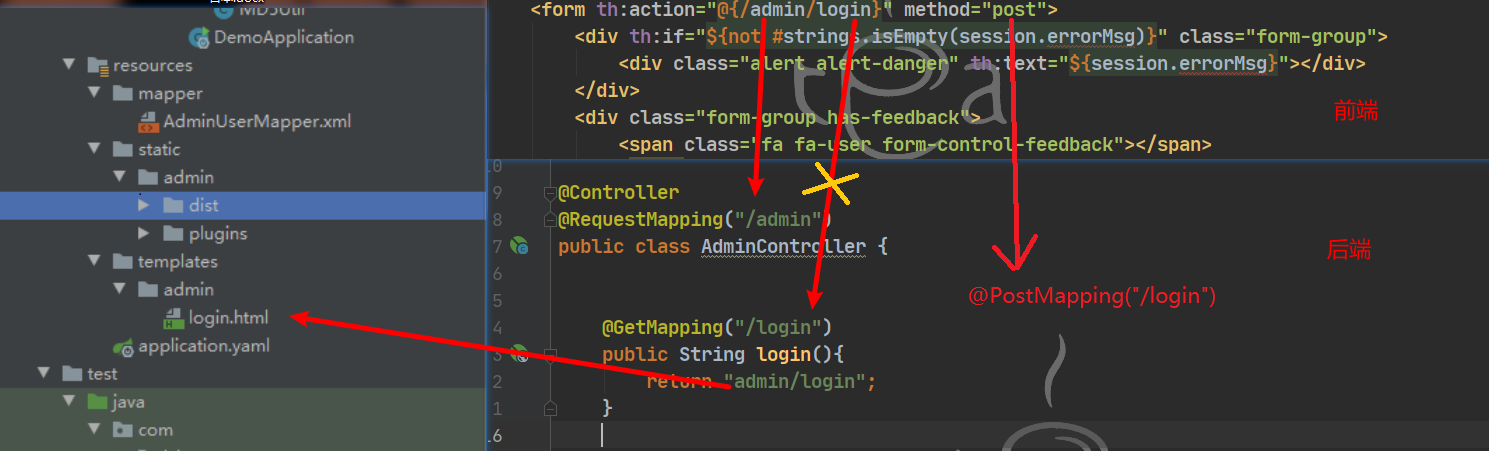 MD5Util
DemoApplication
resources
mapper
AdminUserMapper.xml
static
admin
dist
plugins
templates
admin
login.html
application.yaml
test
java
com
<form th:action="@{/admin/login}" method="post">
<div th:if="${not #strings.isEmpty(session.errorMsg)}" class="form-group">
<div class="alert alert-danger" th:text="${session.errorMsg}"></div>
</div>
<div class="form-group has-feedback">
<span class="fa fa-user form-control-feedback"></span>
前端
10
9 @Controller
8 @RequestMapping("/admin")
7 public class AdminController {
6
5
4 @GetMapping("/login")
3 public String login(){
2 return "admin/login";
1 }
16
后端
@PostMapping("/login")